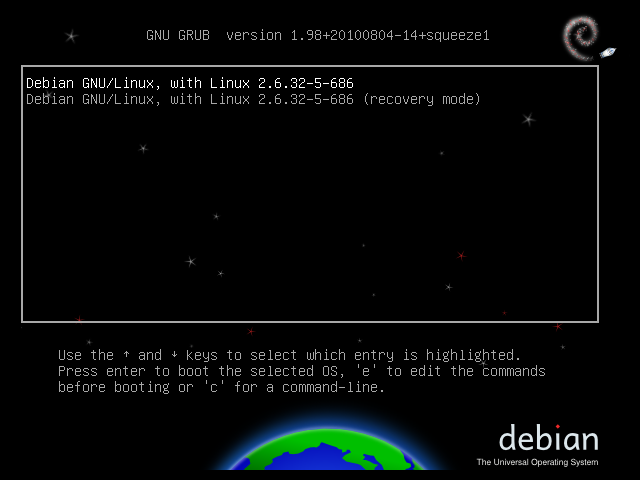 GNU GRUB  version 1.98+20100804-14+squeeze1
Debian GNU/Linux, with Linux 2.6.32-5-686
Debian GNU/Linux, with Linux 2.6.32-5-686 (recovery mode)
Use the ↑ and ↓ keys to select which entry is highlighted.
Press enter to boot the selected OS, 'e' to edit the commands
before booting or 'c' for a command-line.
debian
The Universal Operating System